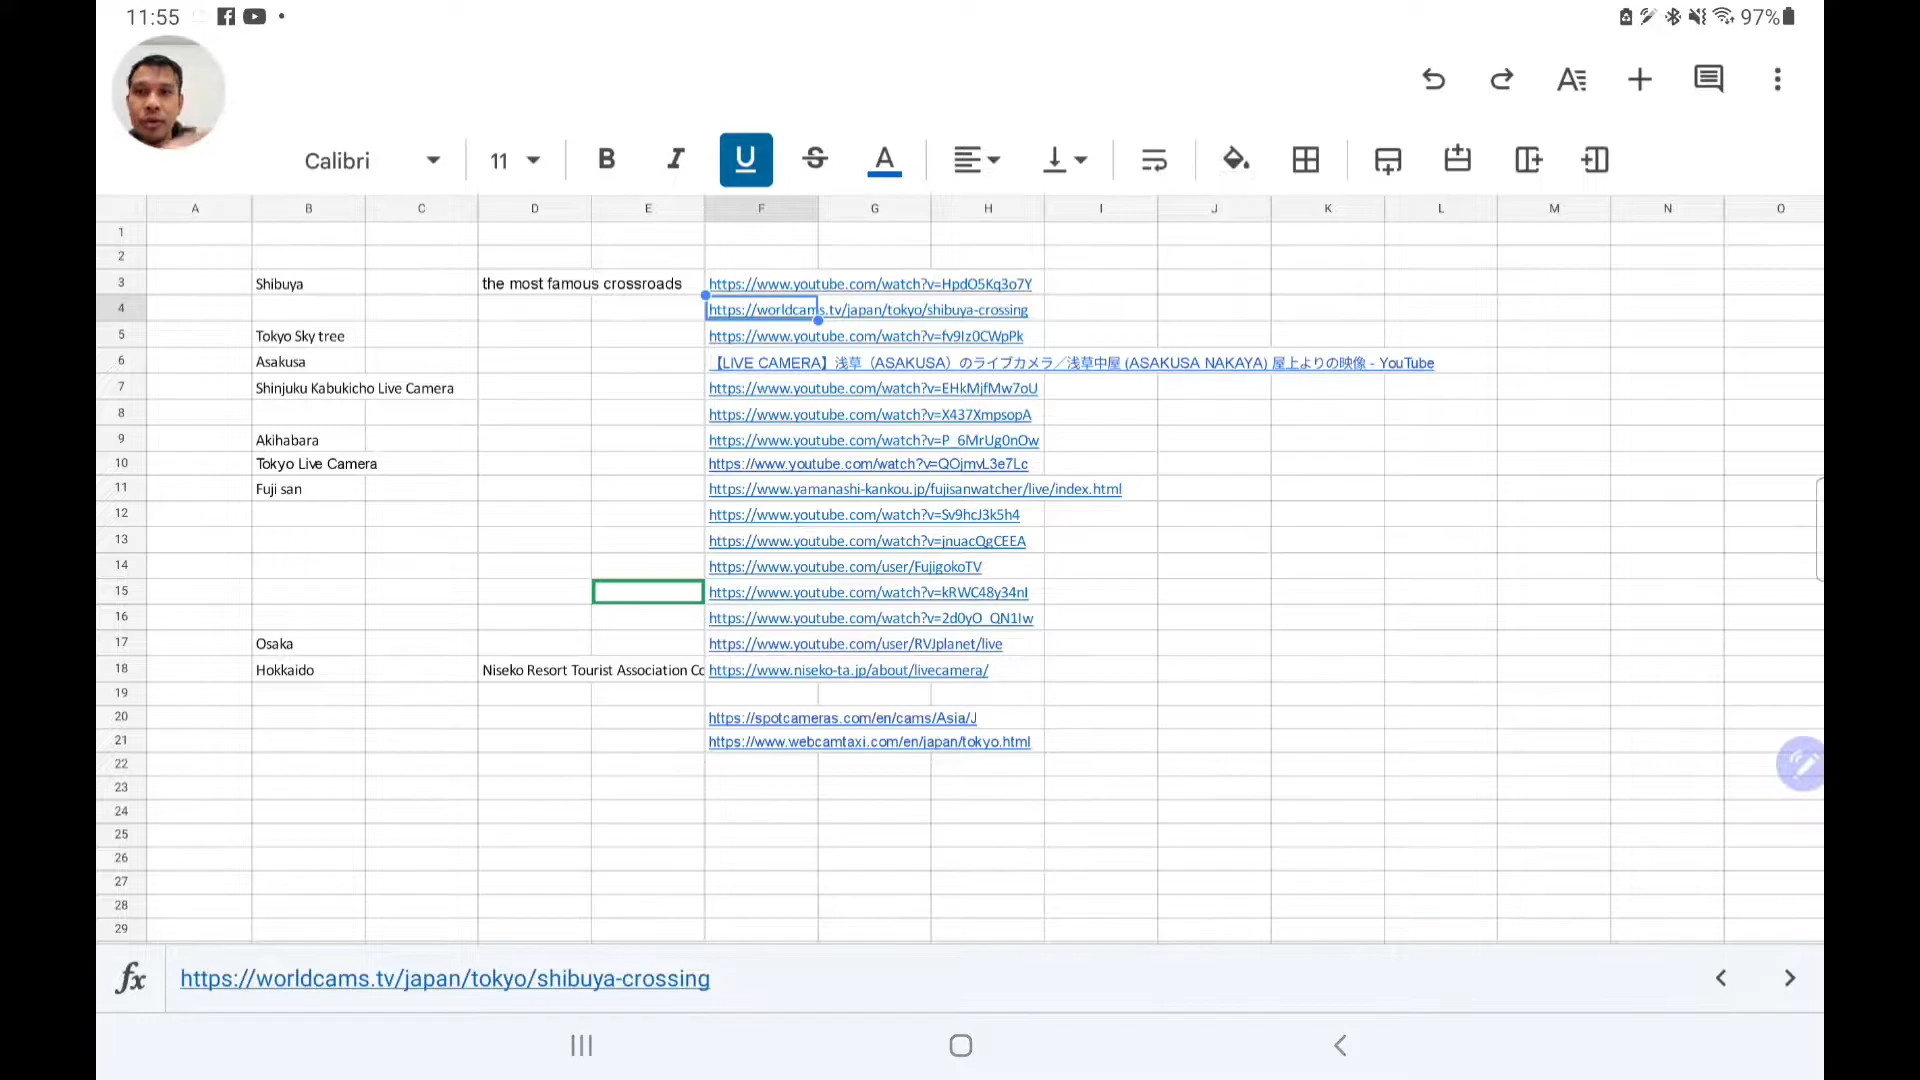 11:55 97%
Calibri 11 B I U S A
A B C D E F G H I J K L M N O
1
2
3 Shibuya the most famous crossroads https://www.youtube.com/watch?v=HpdO5Kq3o7Y
4 https://worldcams.tv/japan/tokyo/shibuya-crossing
5 Tokyo Sky tree https://www.youtube.com/watch?v=fv9Iz0CWpPk
6 Asakusa 【LIVE CAMERA】浅草（ASAKUSA）のライブカメラ／浅草中屋 (ASAKUSA NAKAYA) 屋上よりの映像 - YouTube
7 Shinjuku Kabukicho Live Camera https://www.youtube.com/watch?v=EHkMjfMw7oU
8 https://www.youtube.com/watch?v=X437XmpsopA
9 Akihabara https://www.youtube.com/watch?v=P_6MrUg0nOw
10 Tokyo Live Camera https://www.youtube.com/watch?v=QOjmvL3e7Lc
11 Fuji san https://www.yamanashi-kankou.jp/fujisanwatcher/live/index.html
12 https://www.youtube.com/watch?v=Sv9hcJ3k5h4
13 https://www.youtube.com/watch?v=jnuacQgCEEA
14 https://www.youtube.com/user/FujigokoTV
15 https://www.youtube.com/watch?v=kRWC48y34nI
16 https://www.youtube.com/watch?v=2d0yO_QN1Iw
17 Osaka https://www.youtube.com/user/RVJplanet/live
18 Hokkaido Niseko Resort Tourist Association Co https://www.niseko-ta.jp/about/livecamera/
19
20 https://spotcameras.com/en/cams/Asia/J
21 https://www.webcamtaxi.com/en/japan/tokyo.html
22
23
24
25
26
27
28
29
fx https://worldcams.tv/japan/tokyo/shibuya-crossing